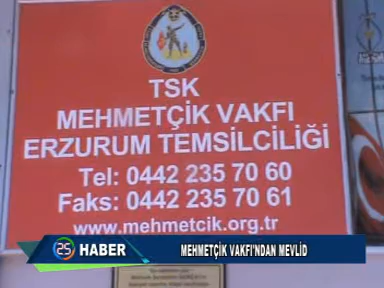 TSK
MEHMETÇİK VAKFI
ERZURUM TEMSİLCİLİĞİ
Tel: 0442 235 70 60
Faks: 0442 235 70 61
www.mehmetcik.org.tr
25 HABER
MEHMETÇİK VAKFI'NDAN MEVLİD